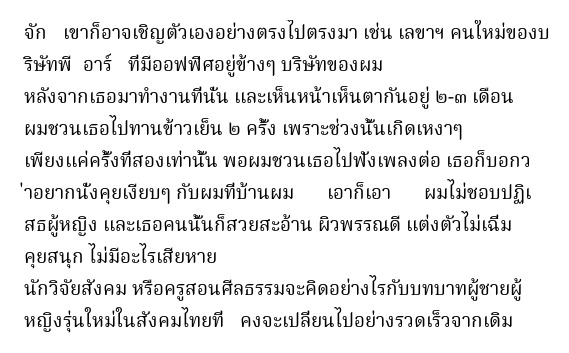 จัก   เขาก็อาจเชิญตัวเองอย่างตรงไปตรงมา เช่น เลขาฯ คนใหม่ของบ
ริษัทพี  อาร์   ที่มีออฟฟิศอยู่ข้างๆ บริษัทของผม
หลังจากเธอมาทำงานที่นั่น และเห็นหน้าเห็นตากันอยู่ ๒-๓ เดือน
ผมชวนเธอไปทานข้าวเย็น ๒ ครั้ง เพราะช่วงนั้นเกิดเหงาๆ
เพียงแค่ครั้งที่สองเท่านั้น พอผมชวนเธอไปฟังเพลงต่อ เธอก็บอกว
่าอยากนั่งคุยเงียบๆ กับผมที่บ้านผม      เอาก็เอา      ผมไม่ชอบปฏิเ
สธผู้หญิง และเธอคนนั้นก็สวยสะอ้าน ผิวพรรณดี แต่งตัวไม่เฉิ่ม
คุยสนุก ไม่มีอะไรเสียหาย
นักวิจัยสังคม หรือครูสอนศีลธรรมจะคิดอย่างไรกับบทบาทผู้ชายผู้
หญิงรุ่นใหม่ในสังคมไทยที่   คงจะเปลี่ยนไปอย่างรวดเร็วจากเดิม